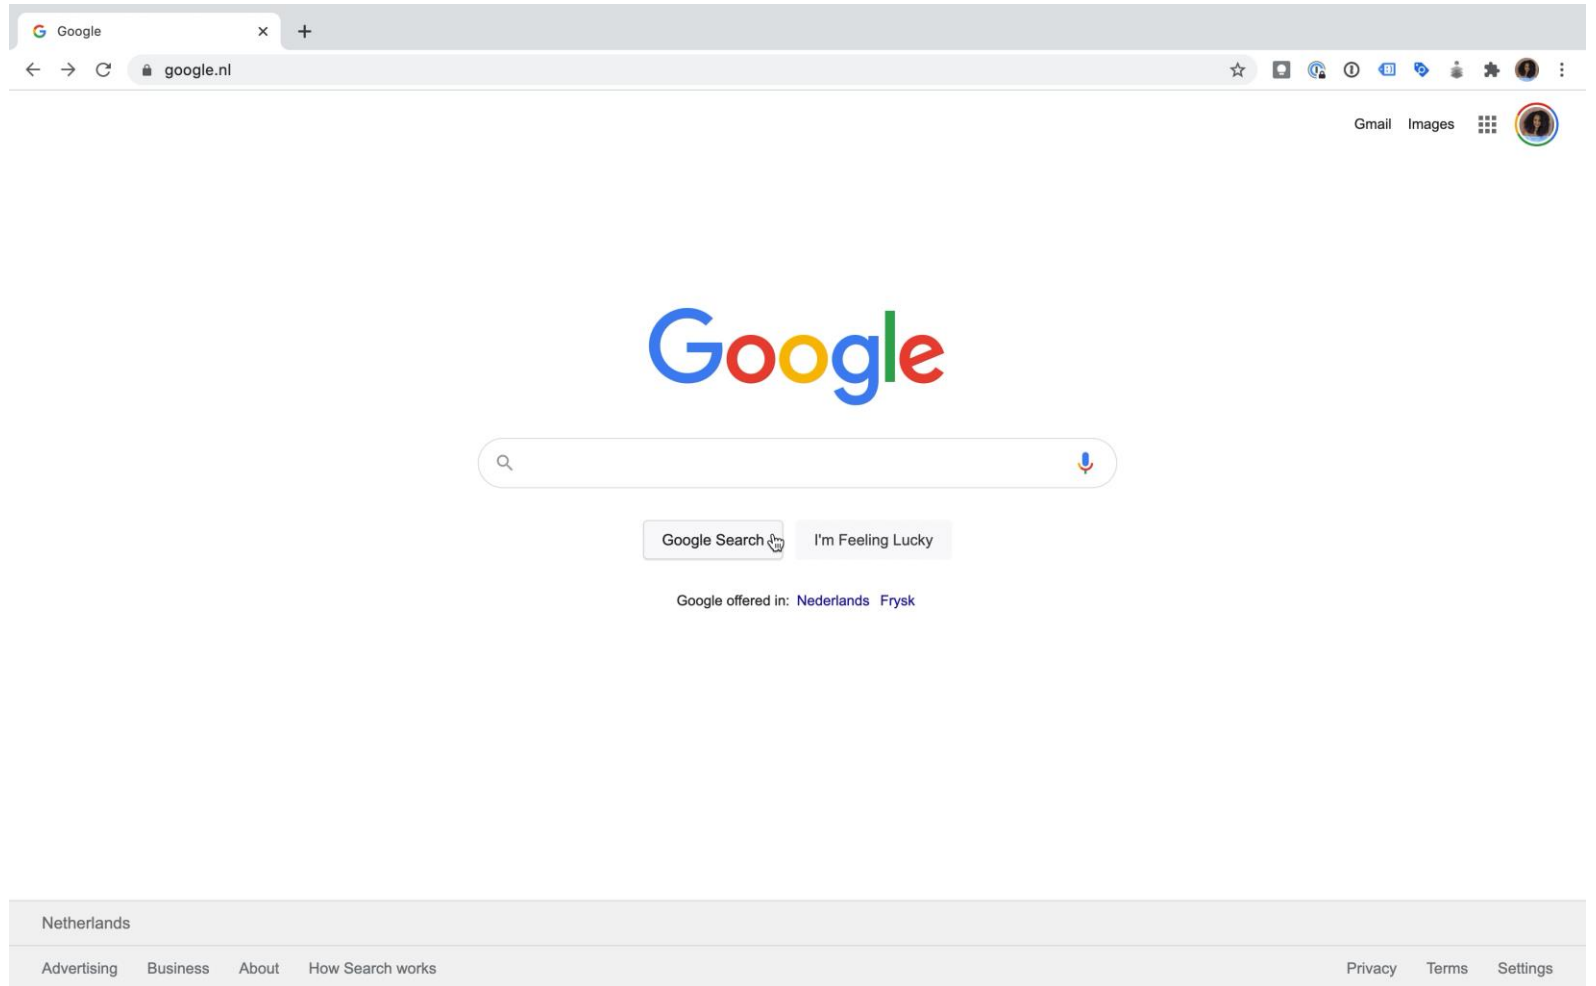 Google
google.nl
Gmail Images
Google
Google Search I'm Feeling Lucky
Google offered in: Nederlands Frysk
Netherlands
Advertising Business About How Search works Privacy Terms Settings